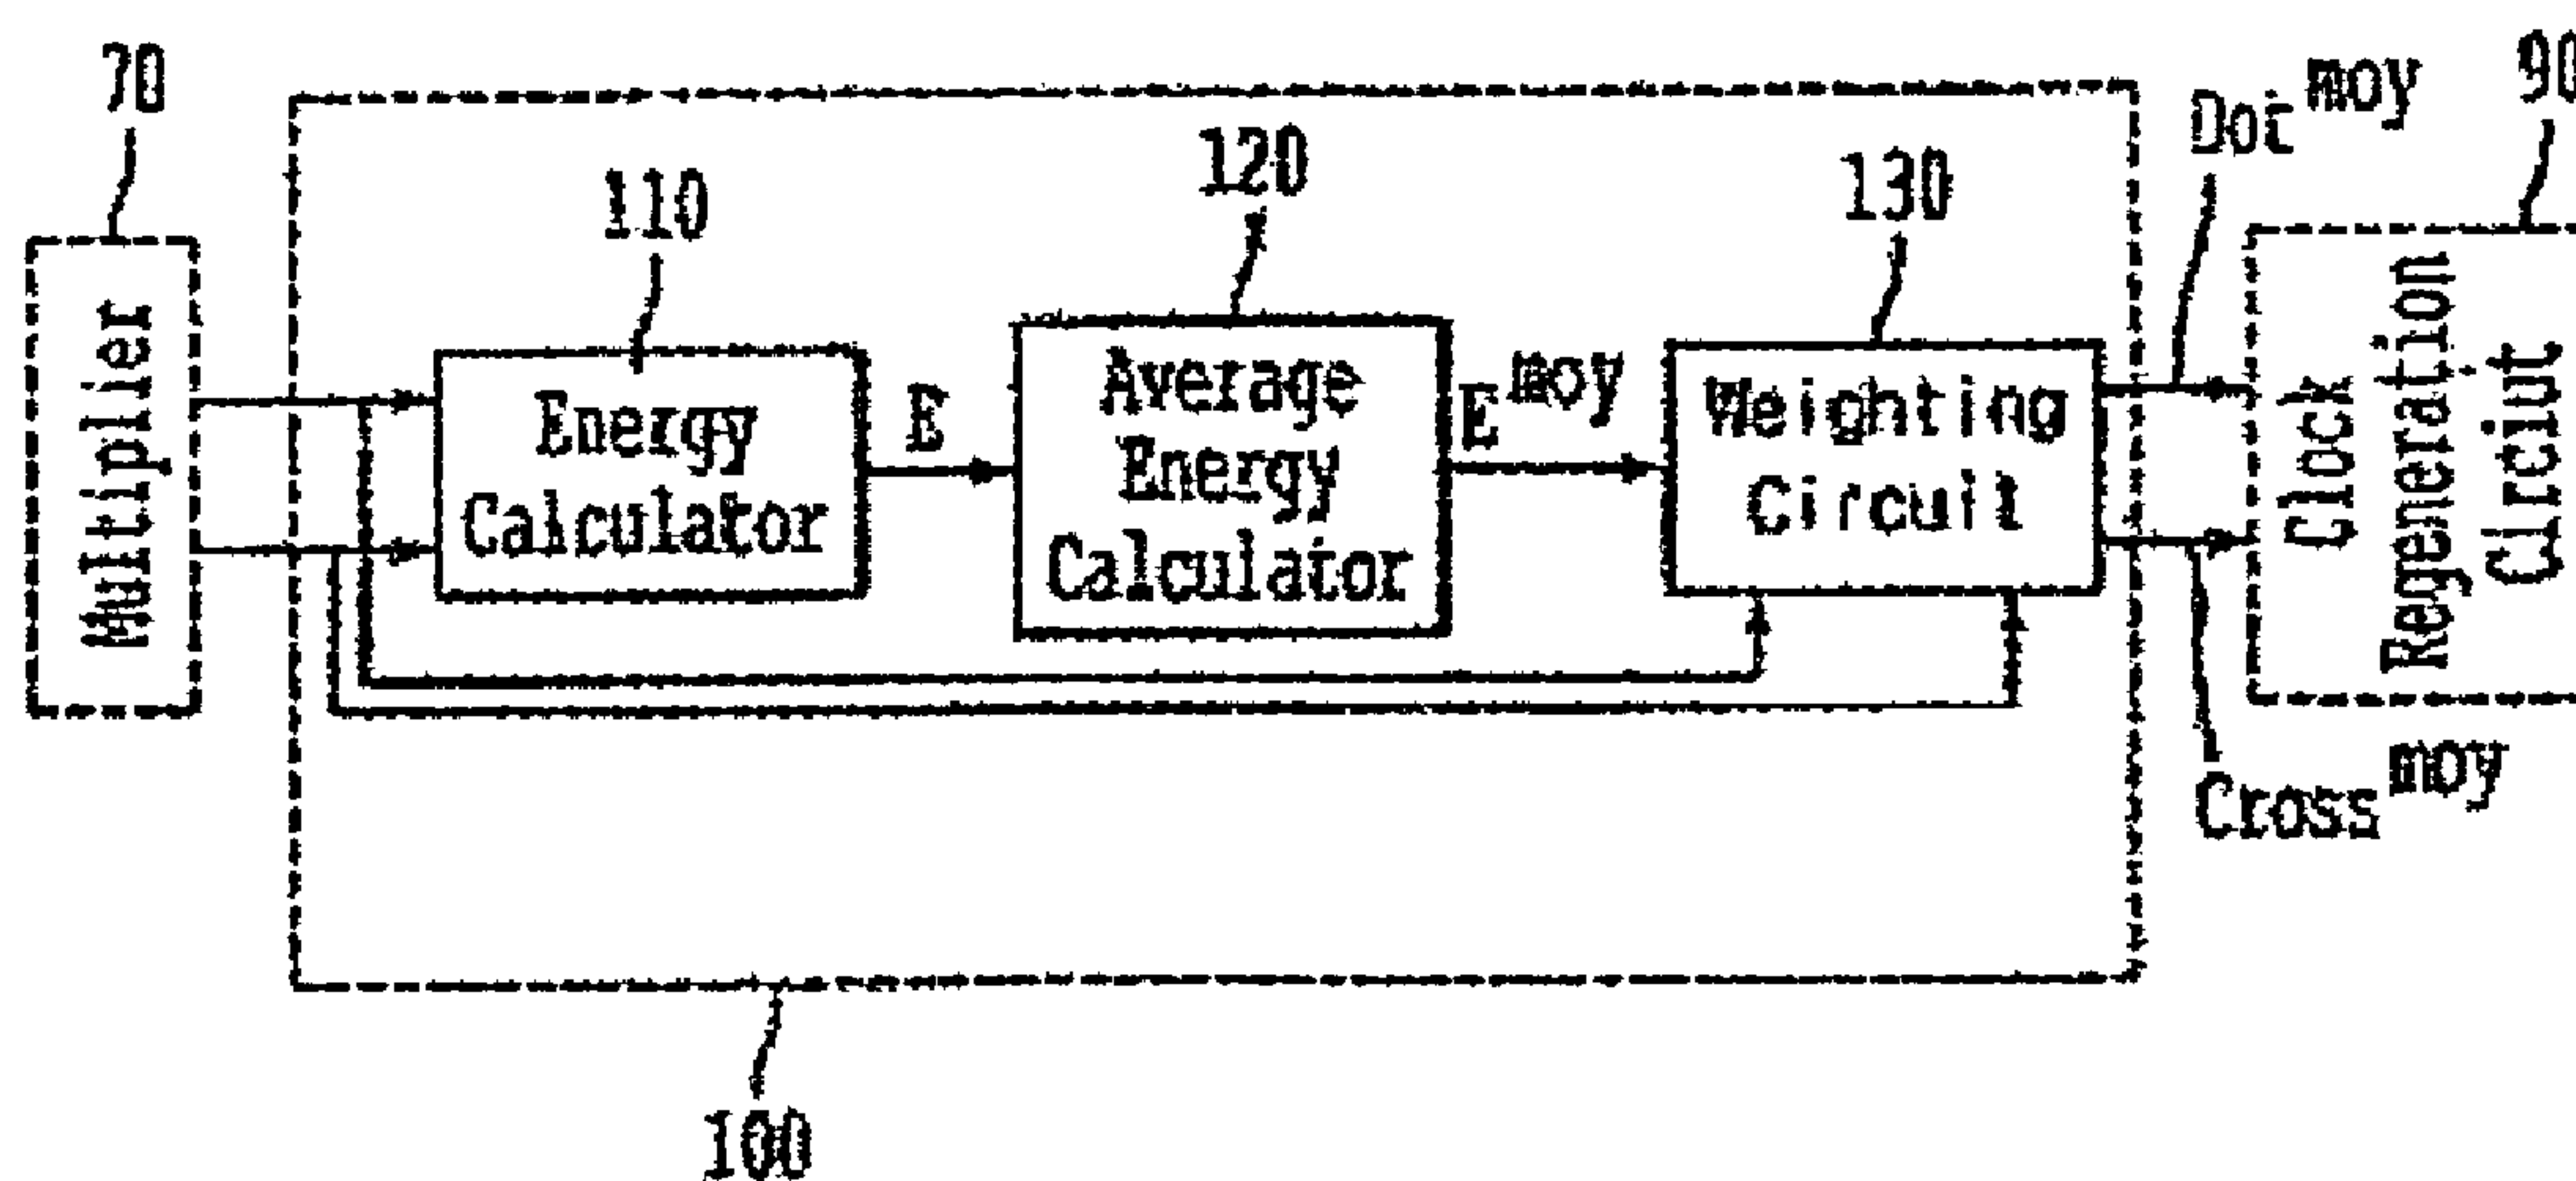 70
Multiplier
110
Energy
Calculator
E
120
Average
Energy
Calculator
E moy
130
Weighting
Circuit
Dot moy
Cross moy
90
Clock
Regeneration
Circiut
100